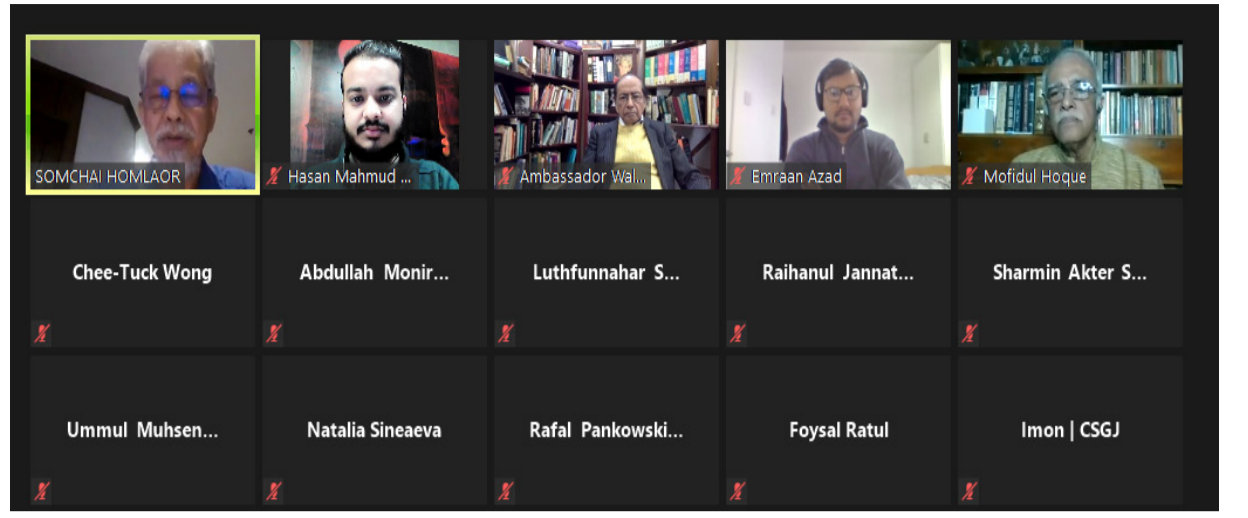 SOMCHAI HOMLAOR
Hasan Mahmud ...
Ambassador Wal...
Emraan Azad
Mofidul Hoque
Chee-Tuck Wong
Abdullah Monir...
Luthfunnahar S...
Raihanul Jannat...
Sharmin Akter S...
Ummul Muhsen...
Natalia Sineaeva
Rafal Pankowski...
Foysal Ratul
Imon | CSGJ